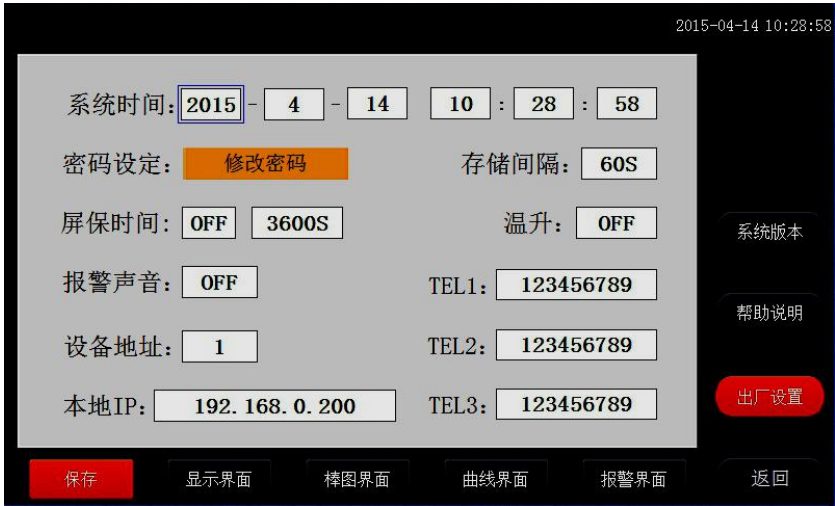 2015-04-14 10:28:58
系统时间: 2015 - 4 - 14 10 : 28 : 58
密码设定: 修改密码 存储间隔: 60S
屏保时间: OFF 3600S 温升: OFF
系统版本
报警声音: OFF TEL1: 123456789
帮助说明
设备地址: 1 TEL2: 123456789
本地IP: 192.168.0.200 TEL3: 123456789
出厂设置
保存 显示界面 棒图界面 曲线界面 报警界面 返回